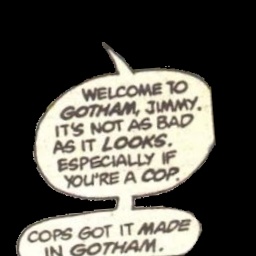 WELCOME TO
GOTHAM, JIMMY.
IT'S NOT AS BAD
AS IT LOOKS.
ESPECIALLY IF
YOU'RE A COP.
COPS GOT IT MADE
IN GOTHAM.